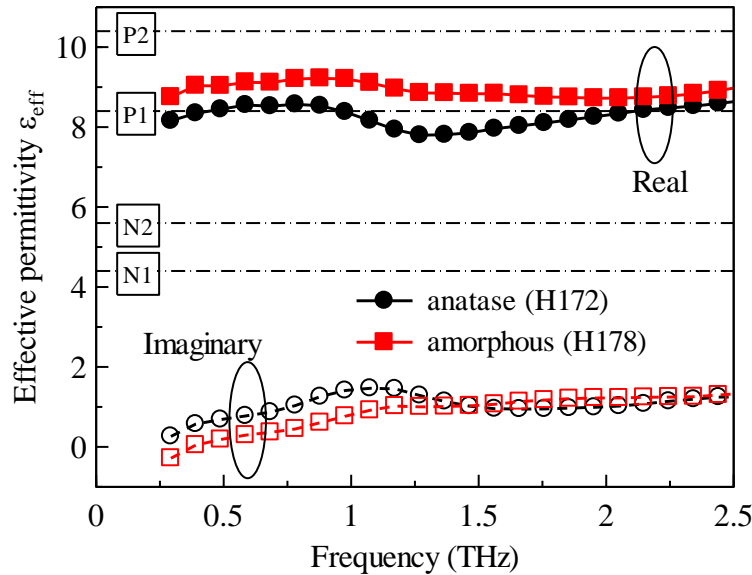 10
8
6
4
2
0
0
0.5
1
1.5
2
2.5
Effective permittivity ε_eff
Frequency (THz)
P2
P1
N2
N1
Real
anatase (H172)
amorphous (H178)
Imaginary